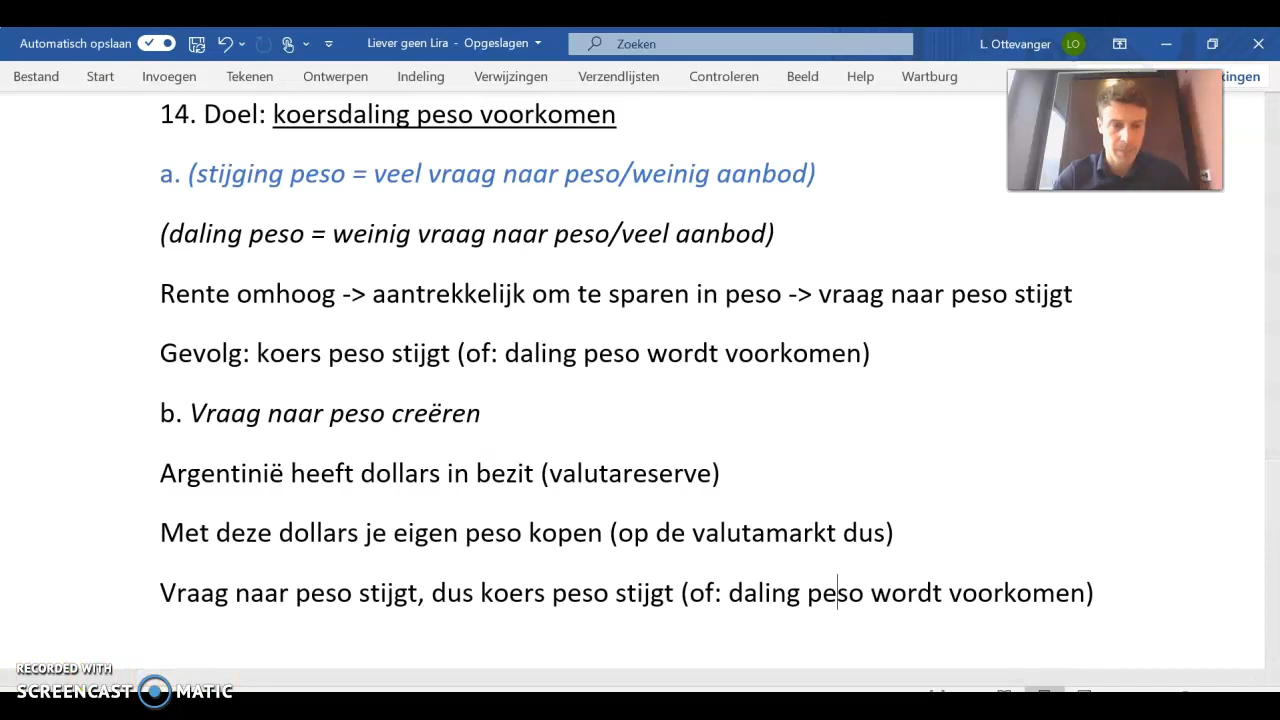 Automatisch opslaan
Liever geen Lira - Opgeslagen
Zoeken
L. Ottevanger
LO
Bestand Start Invoegen Tekenen Ontwerpen Indeling Verwijzingen Verzendlijsten Controleren Beeld Help Wartburg
14. Doel: koersdaling peso voorkomen
a. (stijging peso = veel vraag naar peso/weinig aanbod)
(daling peso = weinig vraag naar peso/veel aanbod)
Rente omhoog -> aantrekkelijk om te sparen in peso -> vraag naar peso stijgt
Gevolg: koers peso stijgt (of: daling peso wordt voorkomen)
b. Vraag naar peso creëren
Argentinië heeft dollars in bezit (valutareserve)
Met deze dollars je eigen peso kopen (op de valutamarkt dus)
Vraag naar peso stijgt, dus koers peso stijgt (of: daling peso wordt voorkomen)
RECORDED WITH
SCREENCAST MATIC